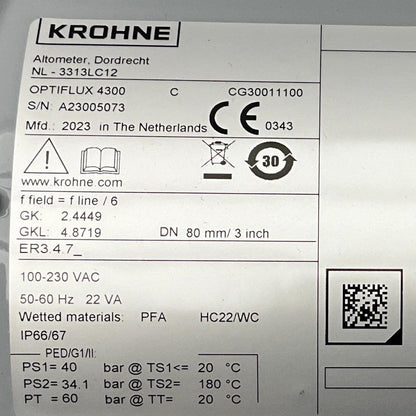 KROHNE
Altometer, Dordrecht
NL - 3313LC12
OPTIFLUX 4300 C CG30011100
S/N: A23005073
Mfd.: 2023 in The Netherlands CE 0343
30
www.krohne.com
f field = f line / 6
GK: 2.4449
GKL: 4.8719 DN 80 mm/ 3 inch
ER3.4.7_
100-230 VAC
50-60 Hz 22 VA
Wetted materials: PFA HC22/WC
IP66/67
PED/G1/II:
PS1= 40 bar @ TS1<= 20 °C
PS2= 34.1 bar @ TS2= 180 °C
PT = 60 bar @ TT= 20 °C